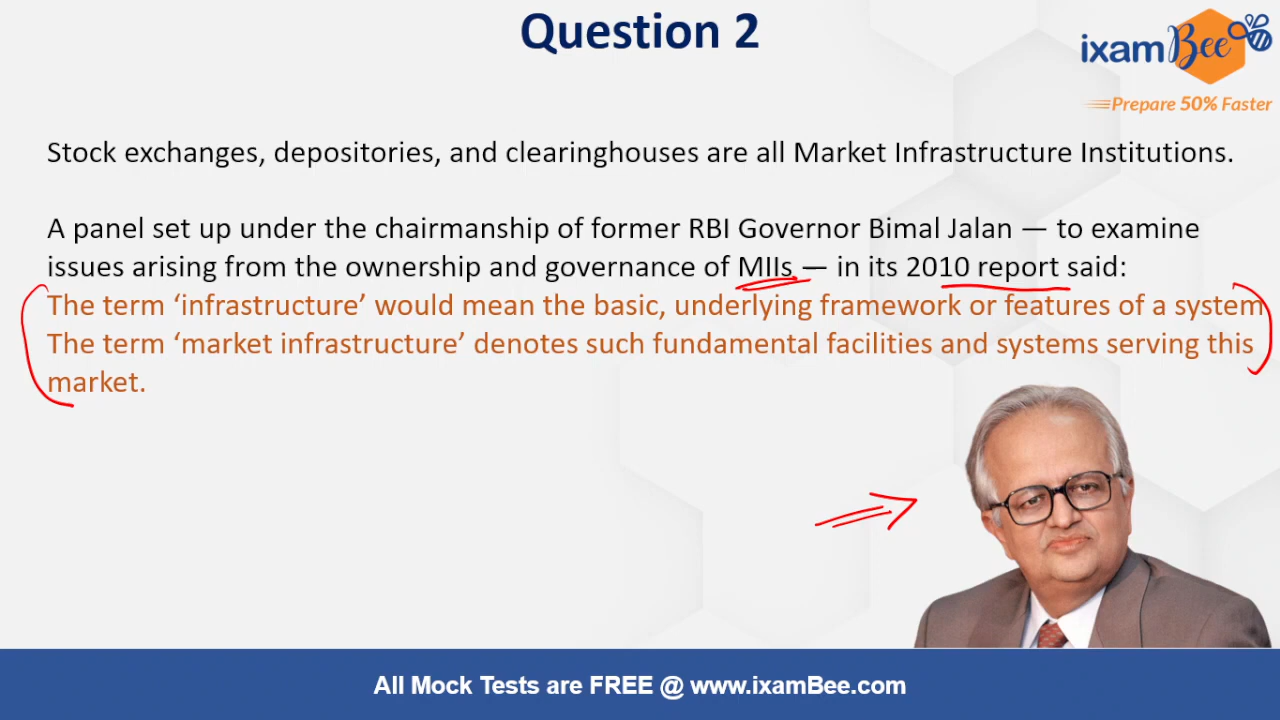 Question 2
ixamBee
Prepare 50% Faster
Stock exchanges, depositories, and clearinghouses are all Market Infrastructure Institutions.
A panel set up under the chairmanship of former RBI Governor Bimal Jalan — to examine
issues arising from the ownership and governance of MIIs — in its 2010 report said:
The term ‘infrastructure’ would mean the basic, underlying framework or features of a system
The term ‘market infrastructure’ denotes such fundamental facilities and systems serving this
market.
All Mock Tests are FREE @ www.ixamBee.com